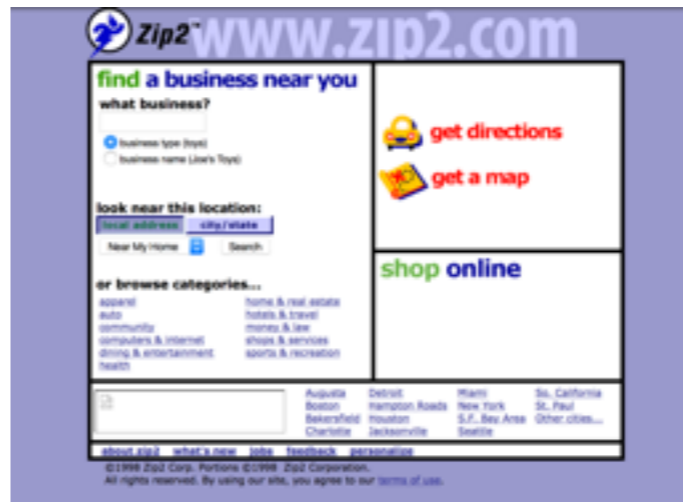 Zip2™ www.zip2.com
find a business near you
what business?
business type (toys)
business name (Joe's Toys)
get directions
get a map
look near this location:
local address city/state
Near My Home Search
shop online
or browse categories...
apparel home & real estate
auto hotels & travel
community money & law
computers & internet shops & services
dining & entertainment sports & recreation
health
Augusta Detroit Miami So. California
Boston Hampton Roads New York St. Paul
Bakersfield Houston S.F. Bay Area Other cities...
Charlotte Jacksonville Seattle
about zip2 what's new jobs feedback personalize
©1998 Zip2 Corp. Portions ©1998 Zip2 Corporation.
All rights reserved. By using our site, you agree to our terms of use.